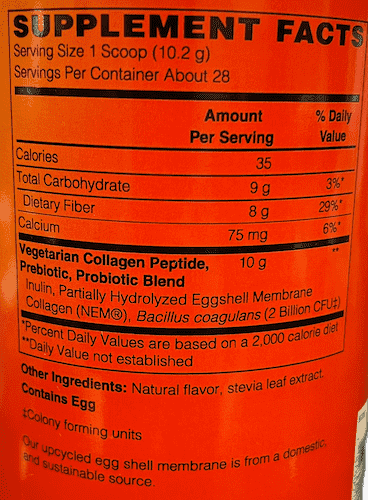 SUPPLEMENT FACTS
Serving Size 1 Scoop (10.2 g)
Servings Per Container About 28
Amount Per Serving % Daily Value
Calories 35
Total Carbohydrate 9 g 3%*
Dietary Fiber 8 g 29%*
Calcium 75 mg 6%*
Vegetarian Collagen Peptide, 10 g **
Prebiotic, Probiotic Blend
Inulin, Partially Hydrolyzed Eggshell Membrane
Collagen (NEM®), Bacillus coagulans (2 Billion CFU‡)
*Percent Daily Values are based on a 2,000 calorie diet
**Daily Value not established
Other Ingredients: Natural flavor, stevia leaf extract,
Contains Egg
‡Colony forming units
Our upcycled egg shell membrane is from a domestic,
and sustainable source.